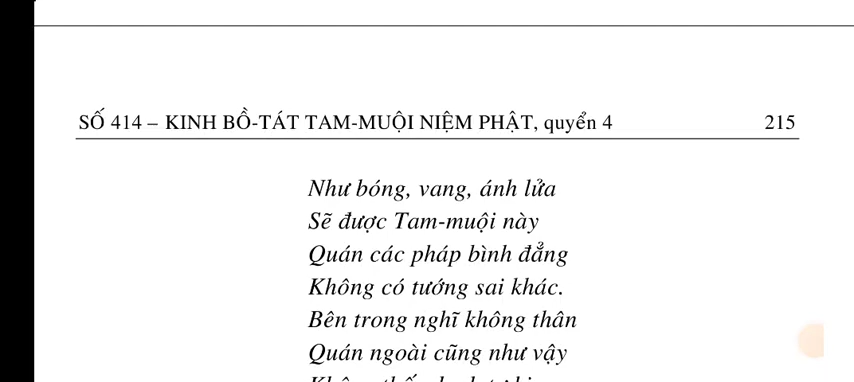 SỐ 414 – KINH BỒ-TÁT TAM-MUỘI NIỆM PHẬT, quyển 4 215
Như bóng, vang, ánh lửa
Sẽ được Tam-muội này
Quán các pháp bình đẳng
Không có tướng sai khác.
Bên trong nghĩ không thân
Quán ngoài cũng như vậy